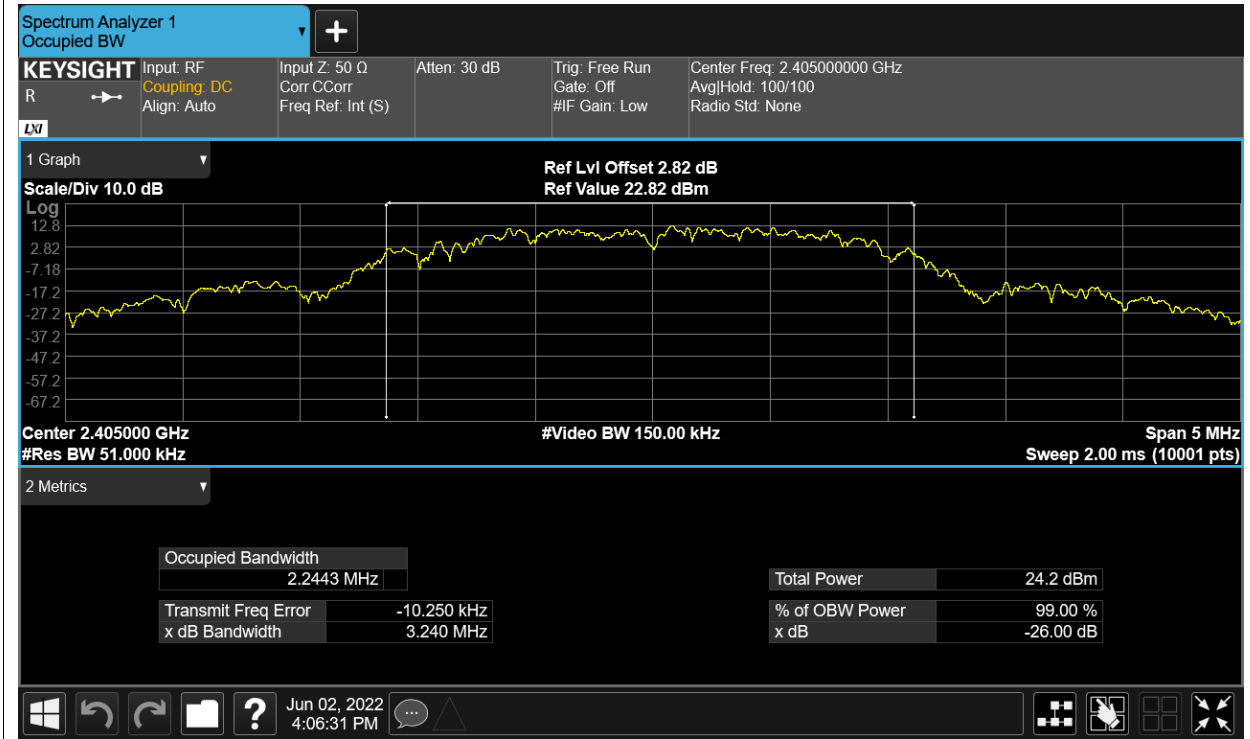 Spectrum Analyzer 1
Occupied BW
KEYSIGHT
R
LXI
Input: RF
Coupling: DC
Align: Auto
Input Z: 50 Ω
Corr CCorr
Freq Ref: Int (S)
Atten: 30 dB
Trig: Free Run
Gate: Off
#IF Gain: Low
Center Freq: 2.405000000 GHz
Avg|Hold: 100/100
Radio Std: None
1 Graph
Scale/Div 10.0 dB
Ref Lvl Offset 2.82 dB
Ref Value 22.82 dBm
Log
12.8
2.82
-7.18
-17.2
-27.2
-37.2
-47.2
-57.2
-67.2
Center 2.405000 GHz
#Res BW 51.000 kHz
#Video BW 150.00 kHz
Span 5 MHz
Sweep 2.00 ms (10001 pts)
2 Metrics
Occupied Bandwidth
2.2443 MHz
Transmit Freq Error -10.250 kHz
x dB Bandwidth 3.240 MHz
Total Power 24.2 dBm
% of OBW Power 99.00 %
x dB -26.00 dB
?
Jun 02, 2022
4:06:31 PM